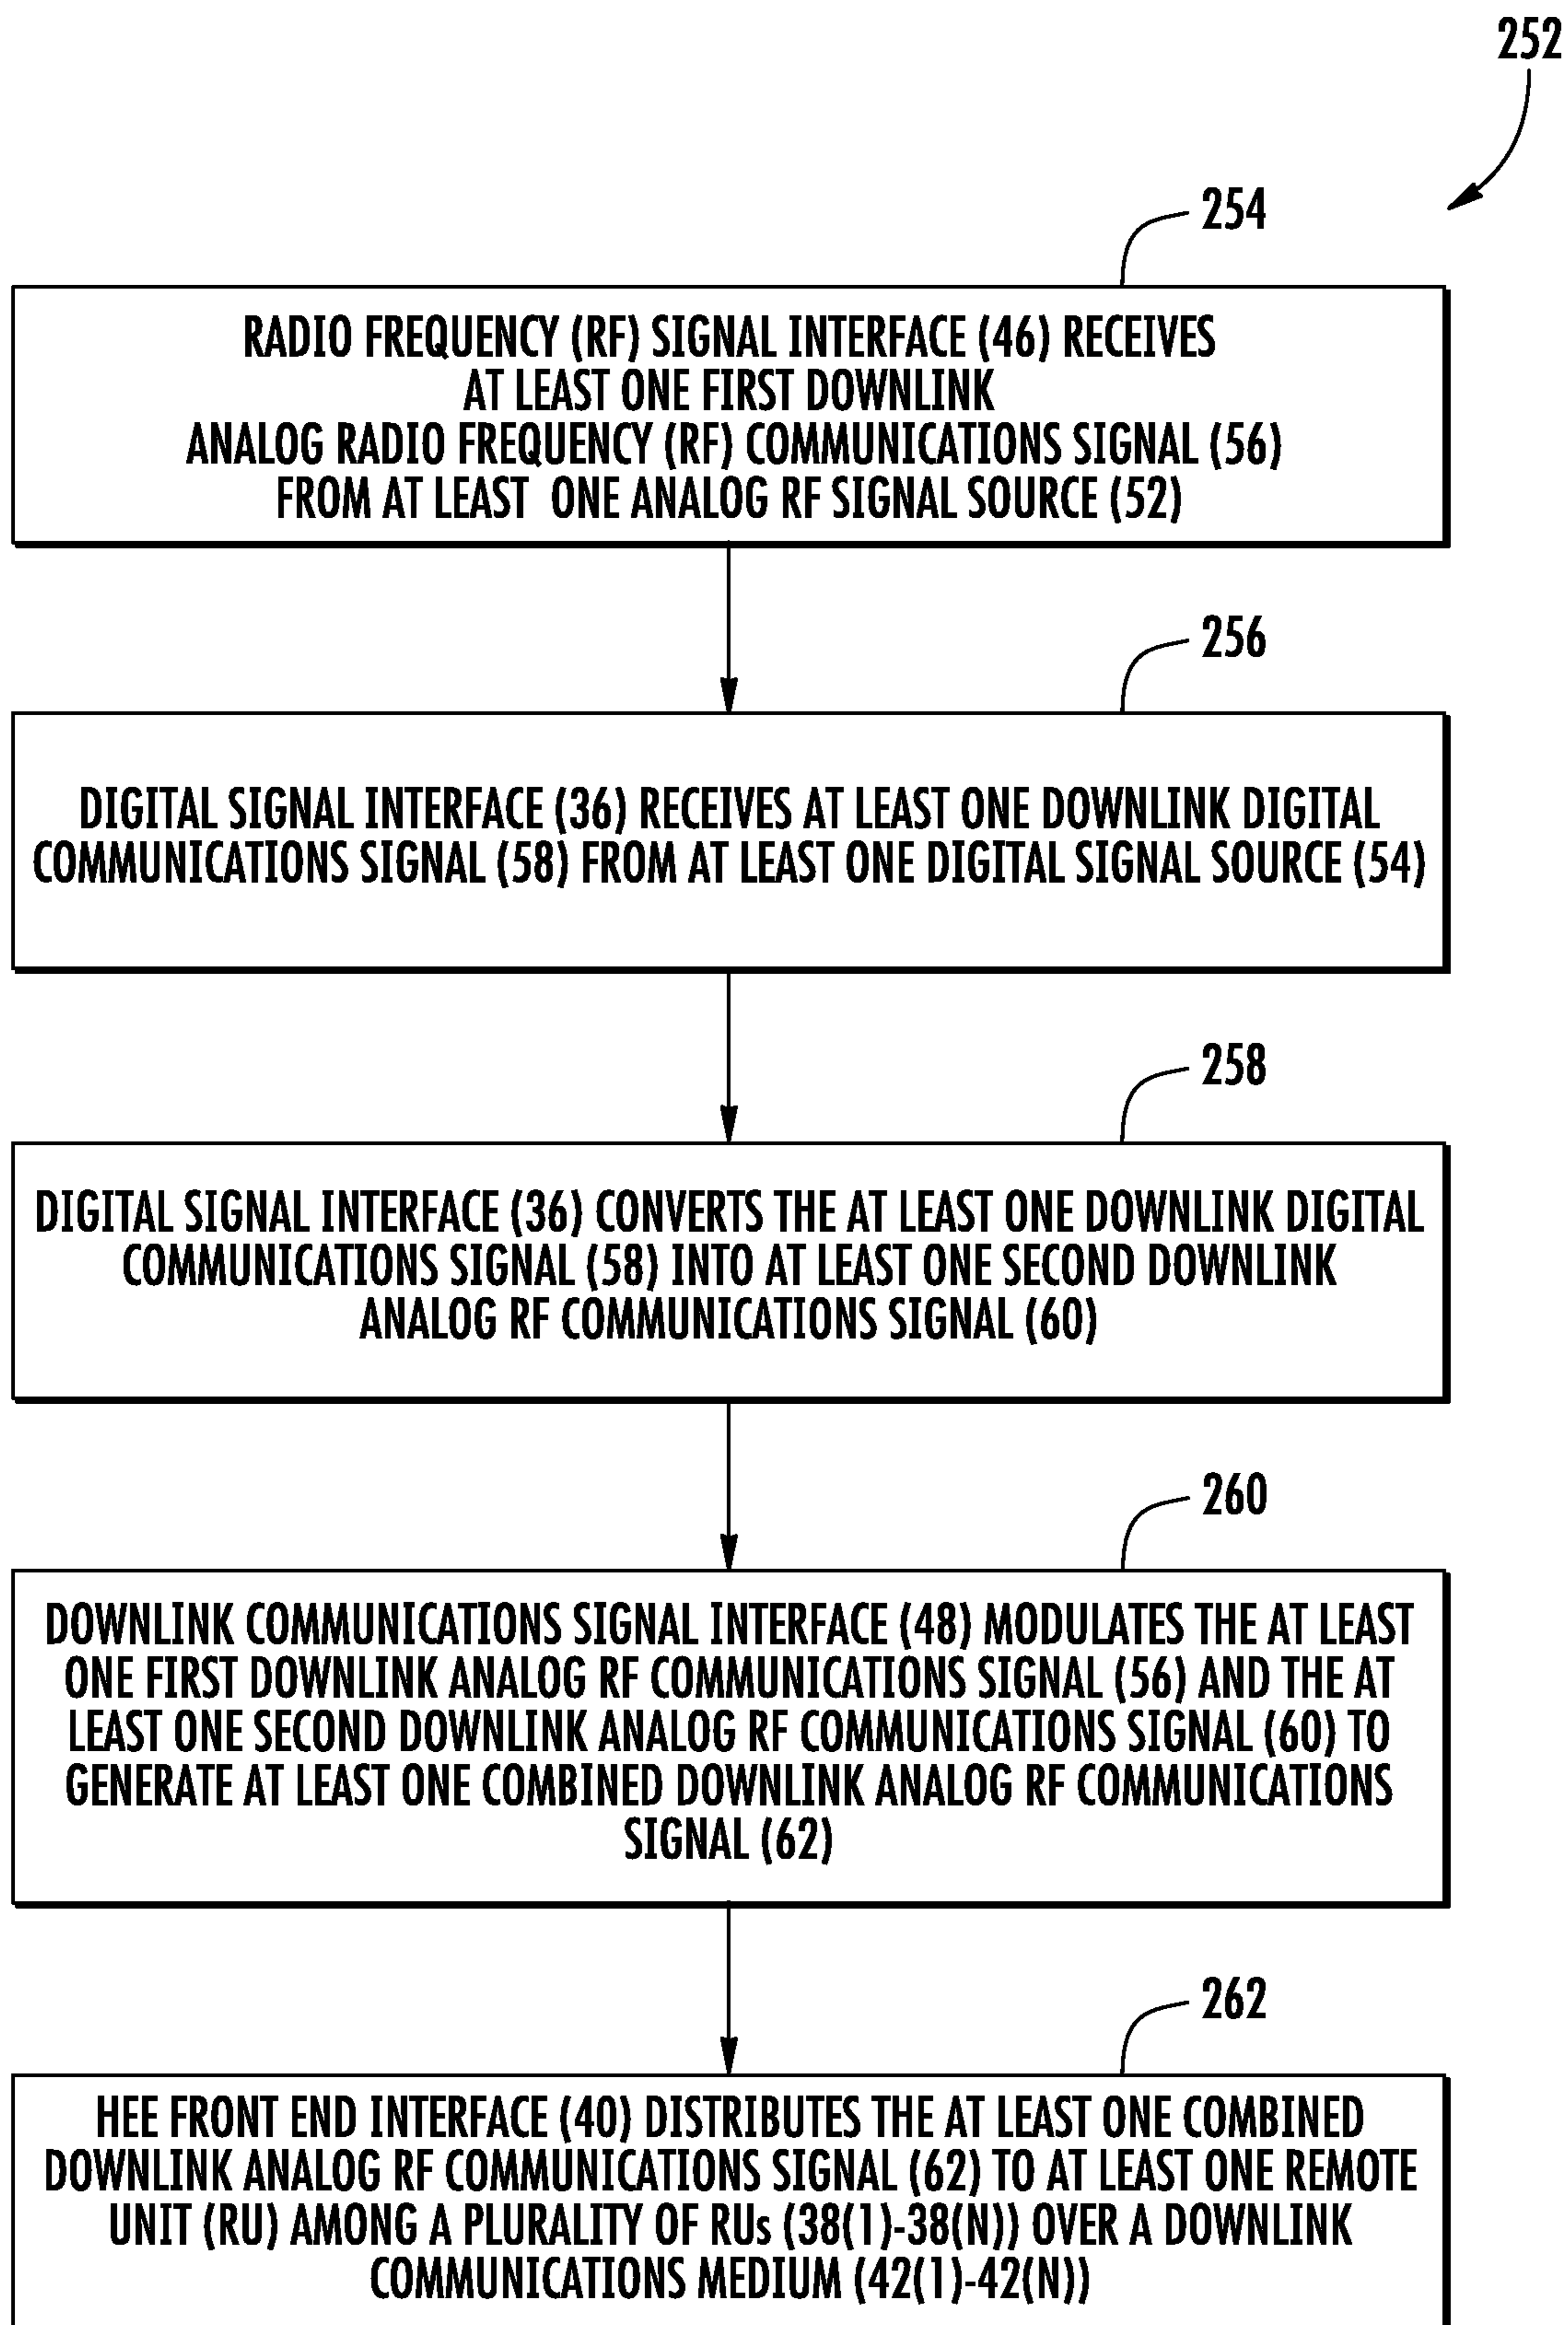 252
254
RADIO FREQUENCY (RF) SIGNAL INTERFACE (46) RECEIVES
AT LEAST ONE FIRST DOWNLINK
ANALOG RADIO FREQUENCY (RF) COMMUNICATIONS SIGNAL (56)
FROM AT LEAST ONE ANALOG RF SIGNAL SOURCE (52)
256
DIGITAL SIGNAL INTERFACE (36) RECEIVES AT LEAST ONE DOWNLINK DIGITAL
COMMUNICATIONS SIGNAL (58) FROM AT LEAST ONE DIGITAL SIGNAL SOURCE (54)
258
DIGITAL SIGNAL INTERFACE (36) CONVERTS THE AT LEAST ONE DOWNLINK DIGITAL
COMMUNICATIONS SIGNAL (58) INTO AT LEAST ONE SECOND DOWNLINK
ANALOG RF COMMUNICATIONS SIGNAL (60)
260
DOWNLINK COMMUNICATIONS SIGNAL INTERFACE (48) MODULATES THE AT LEAST
ONE FIRST DOWNLINK ANALOG RF COMMUNICATIONS SIGNAL (56) AND THE AT
LEAST ONE SECOND DOWNLINK ANALOG RF COMMUNICATIONS SIGNAL (60) TO
GENERATE AT LEAST ONE COMBINED DOWNLINK ANALOG RF COMMUNICATIONS
SIGNAL (62)
262
HEE FRONT END INTERFACE (40) DISTRIBUTES THE AT LEAST ONE COMBINED
DOWNLINK ANALOG RF COMMUNICATIONS SIGNAL (62) TO AT LEAST ONE REMOTE
UNIT (RU) AMONG A PLURALITY OF RUs (38(1)-38(N)) OVER A DOWNLINK
COMMUNICATIONS MEDIUM (42(1)-42(N))